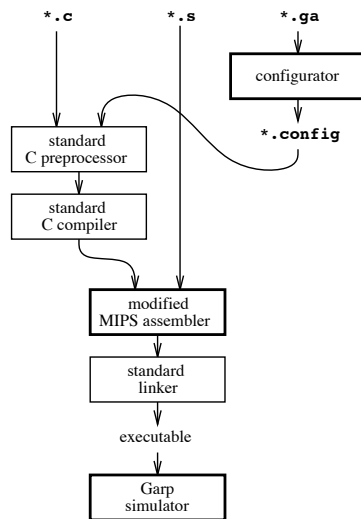 *.c *.s *.ga
configurator
*.config
standard
C preprocessor
standard
C compiler
modified
MIPS assembler
standard
linker
executable
Garp
simulator